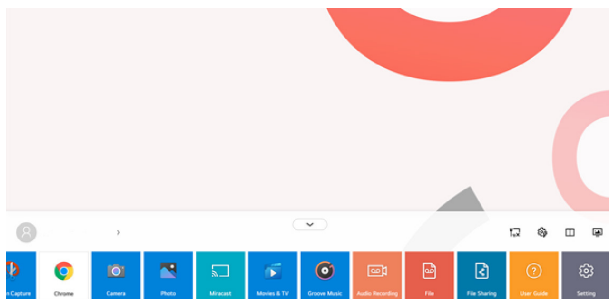 e Capture
Chrome
Camera
Photo
Miracast
Movies & TV
Groove Music
Audio Recording
File
File Sharing
User Guide
Setting